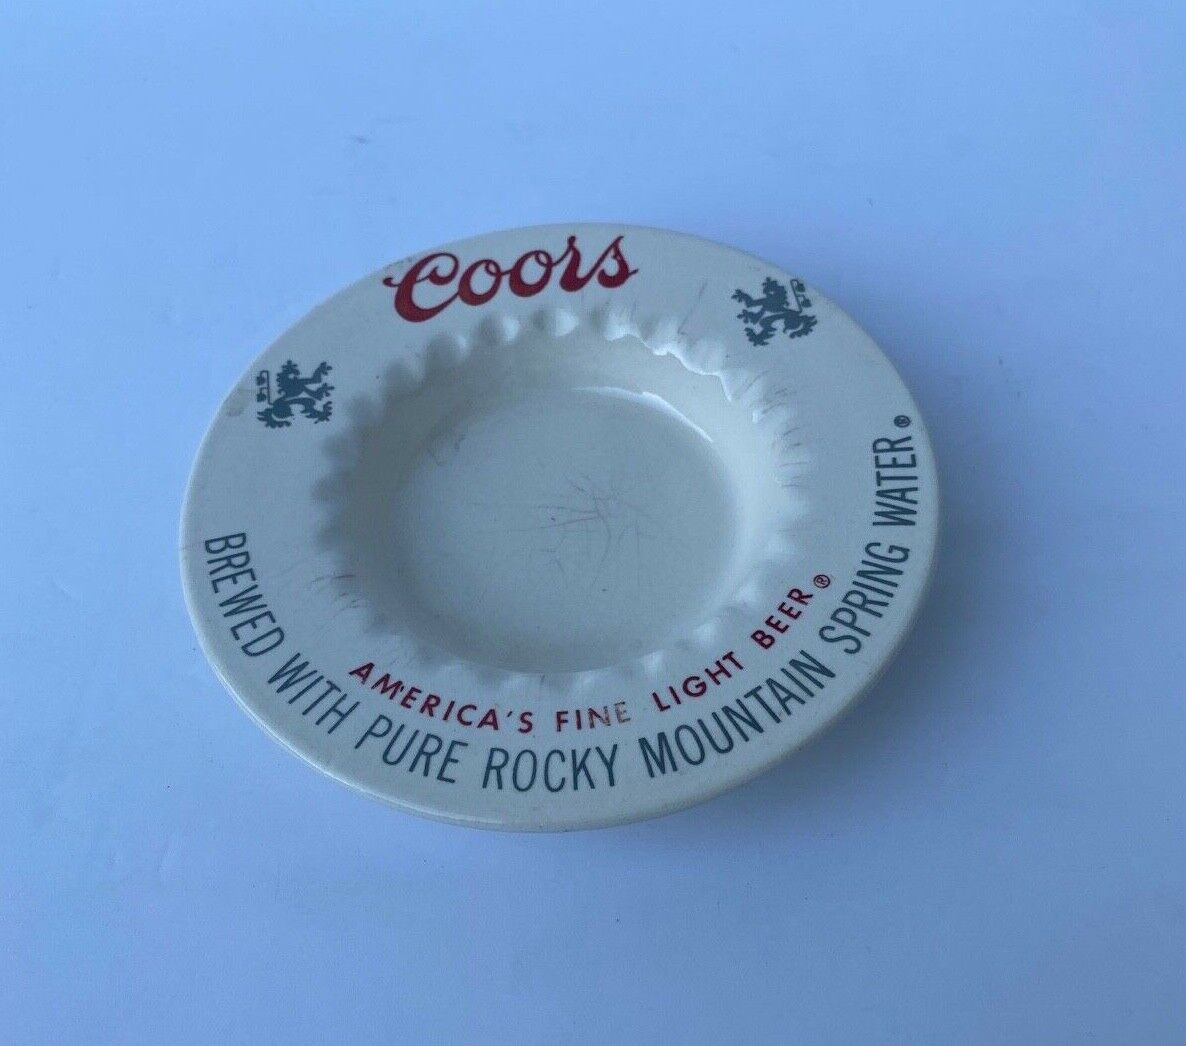 Coors
AMERICA'S FINE LIGHT BEER®
BREWED WITH PURE ROCKY MOUNTAIN SPRING WATER®